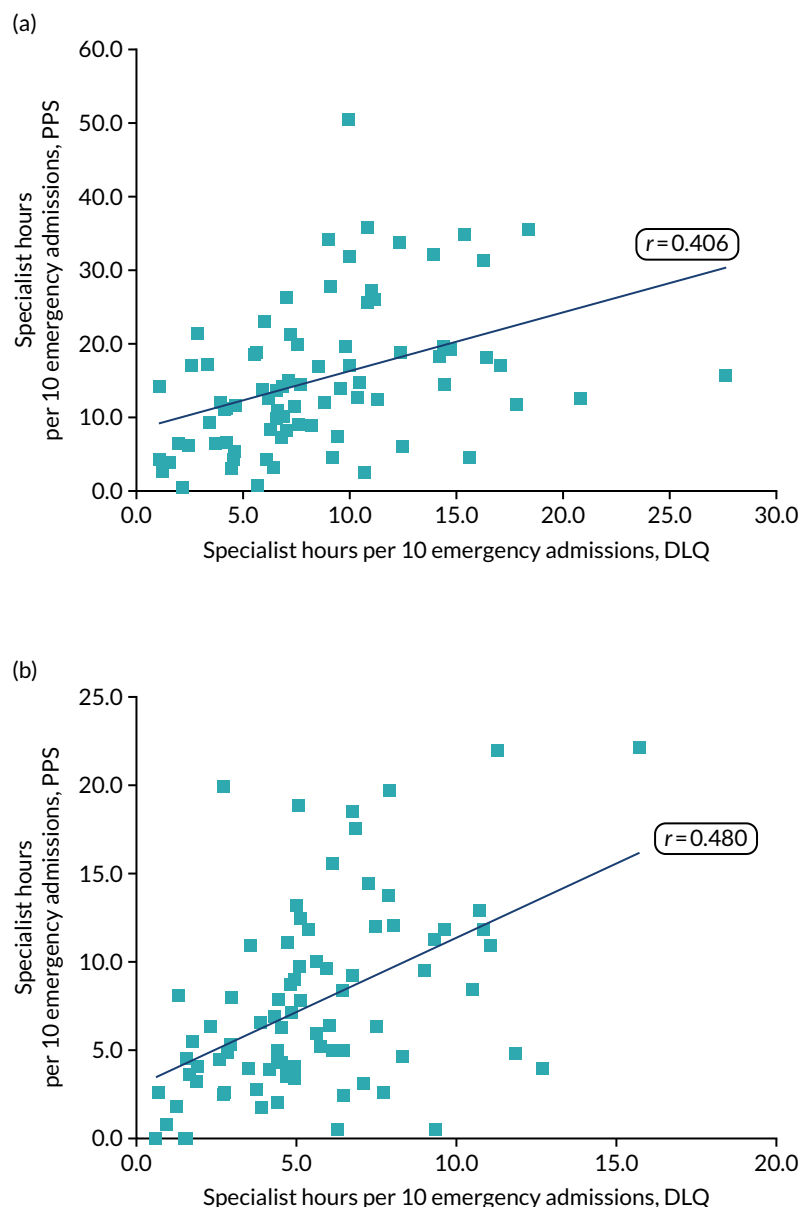 (a)
60.0
50.0
40.0
30.0
20.0
10.0
0.0
Specialist hours
per 10 emergency admissions, PPS
r=0.406
0.0 5.0 10.0 15.0 20.0 25.0 30.0
Specialist hours per 10 emergency admissions, DLQ
(b)
25.0
20.0
15.0
10.0
5.0
0.0
Specialist hours
per 10 emergency admissions, PPS
r=0.480
0.0 5.0 10.0 15.0 20.0
Specialist hours per 10 emergency admissions, DLQ